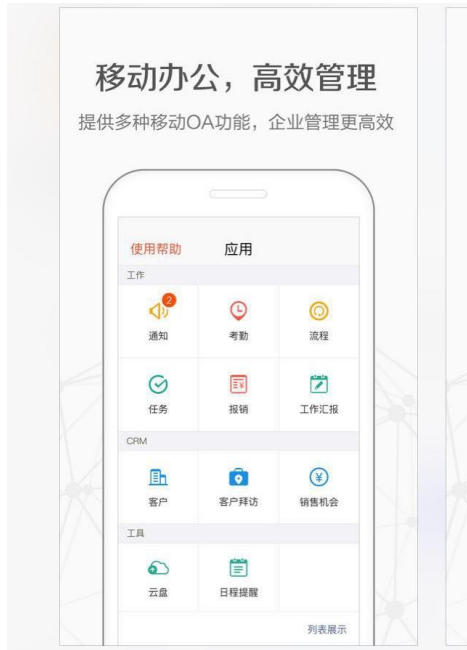 移动办公，高效管理
提供多种移动OA功能，企业管理更高效
使用帮助 应用
工作
2
通知 考勤 流程
任务 报销 工作汇报
CRM
客户 客户拜访 销售机会
工具
云盘 日程提醒
列表展示